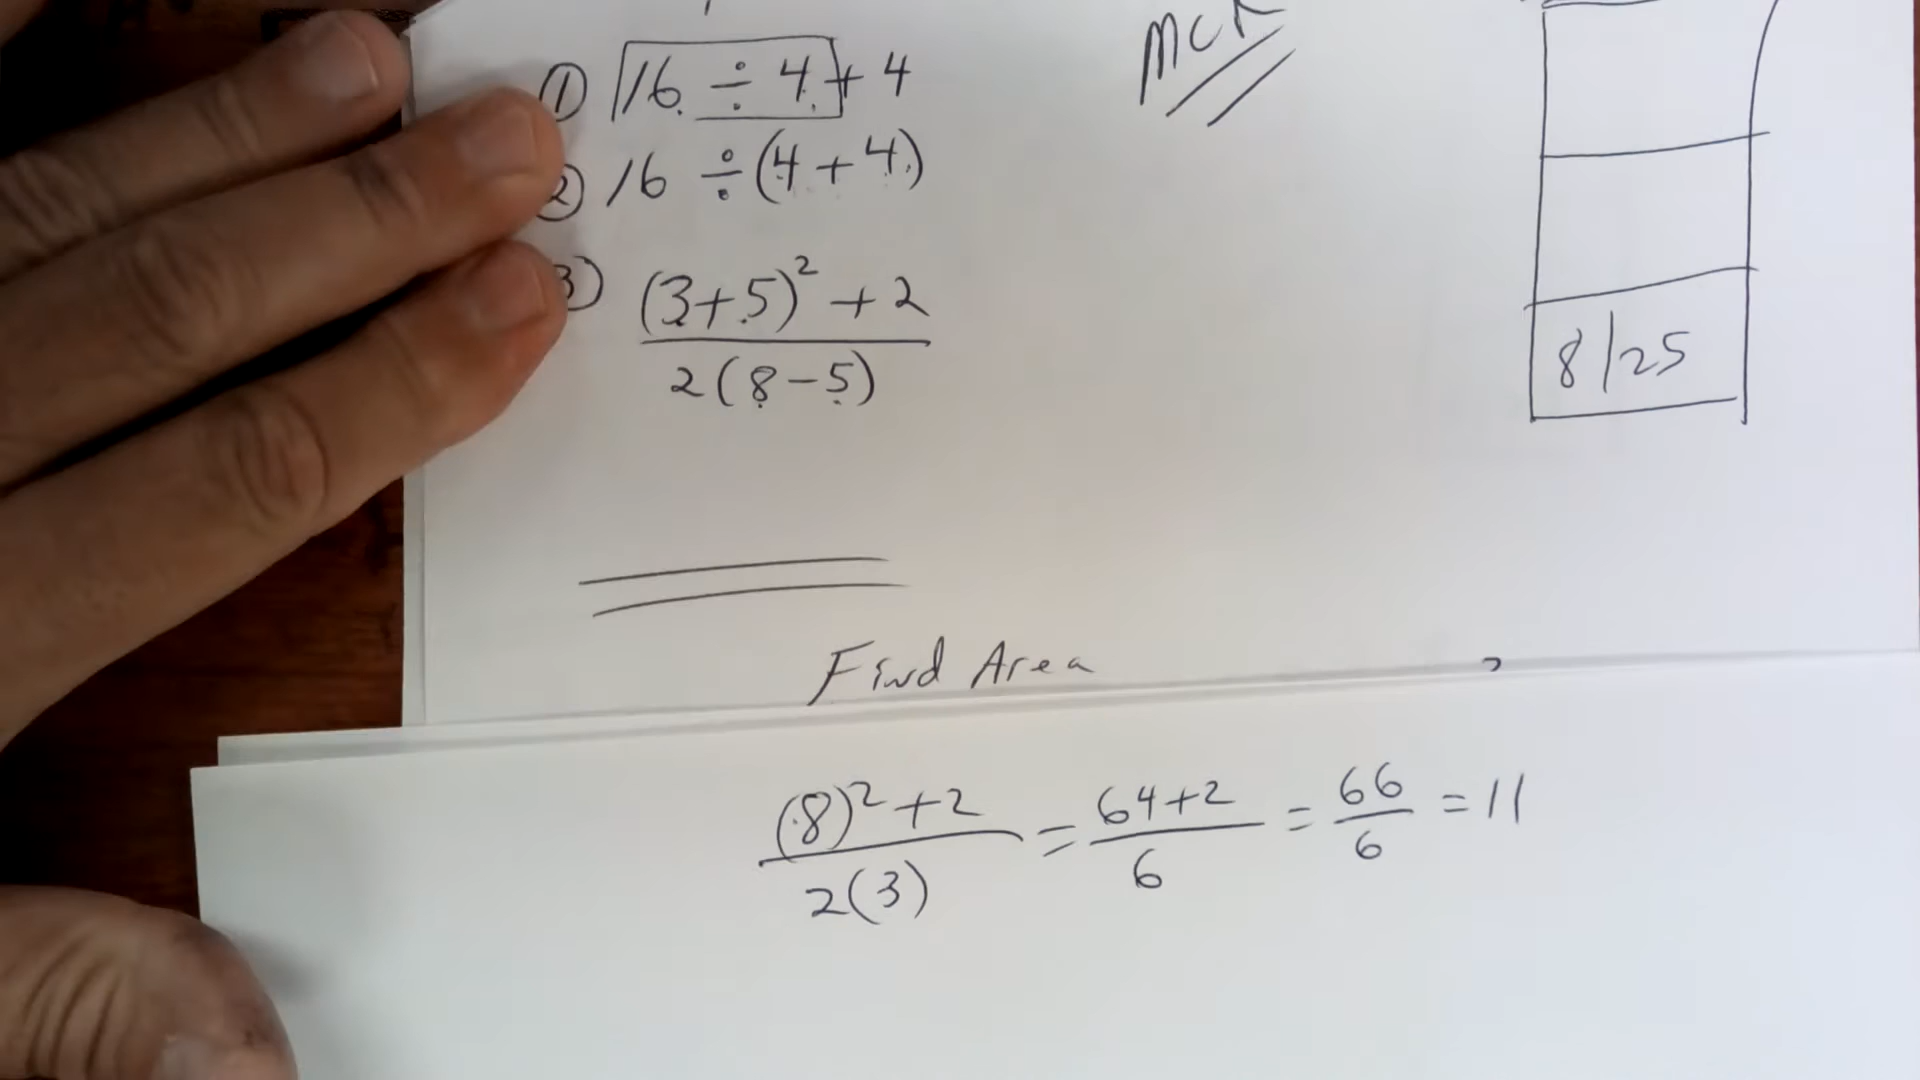 ① 16 ÷ 4 + 4
② 16 ÷ (4 + 4)
3) (3+5)² + 2
2(8-5)
8/25
Find Area
(8)²+2 = 64+2 = 66 = 11
2(3) 6 6